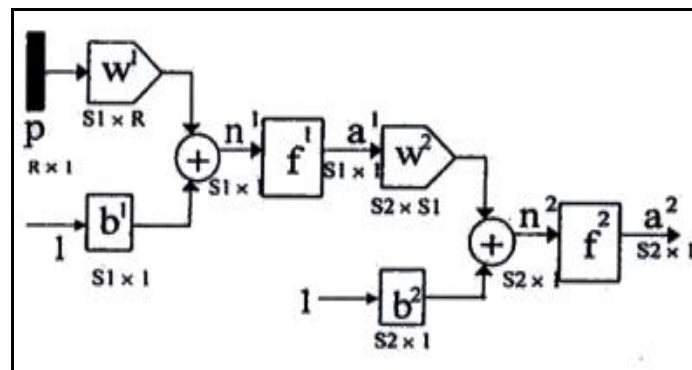 w¹
S1 × R
p
R × 1
n¹
S1 × 1
f¹
a¹
S1 × 1
w²
S2 × S1
1
b¹
S1 × 1
n²
S2 × 1
f²
a²
S2 × 1
1
b²
S2 × 1
+
+